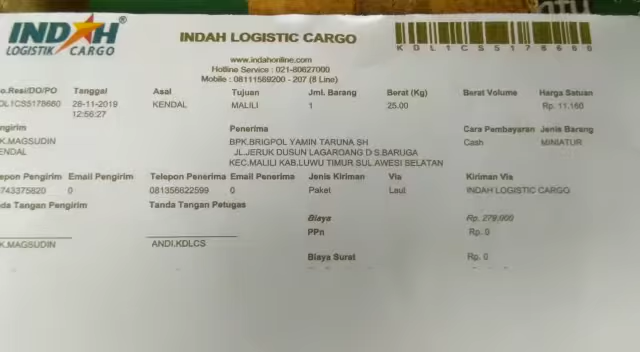 INDAH
LOGISTIK CARGO
INDAH LOGISTIC CARGO
www.indahonline.com
Hotline Service : 021-80627000
Mobile : 08111589200 - 207 (8 Line)
KDL1CS5178660
o.Resi/DO/PO Tanggal Asal Tujuan Jml. Barang Berat (Kg) Berat Volume Harga Satuan
DL1CS5178660 26-11-2019 KENDAL MALILI 1 25.00 Rp. 11.160
12:56:27
ngirim Penerima Cara Pembayaran Jenis Barang
K.MAGSUDIN BPK.BRIGPOL YAMIN TARUNA SH Cash MINIATUR
ENDAL JL.JERUK DUSUN LAGAROANG D S.BARUGA
KEC.MALILI KAB.LUWU TIMUR SULAWESI SELATAN
epon Pengirim Email Pengirim Telepon Penerima Email Penerima Jenis Kiriman Via Kiriman Via
743375820 0 081356622599 0 Paket Laut INDAH LOGISTIC CARGO
da Tangan Pengirim Tanda Tangan Petugas
Biaya Rp. 279,000
PPn Rp. 0
K.MAGSUDIN ANDI.KDLCS
Biaya Surat Rp. 0